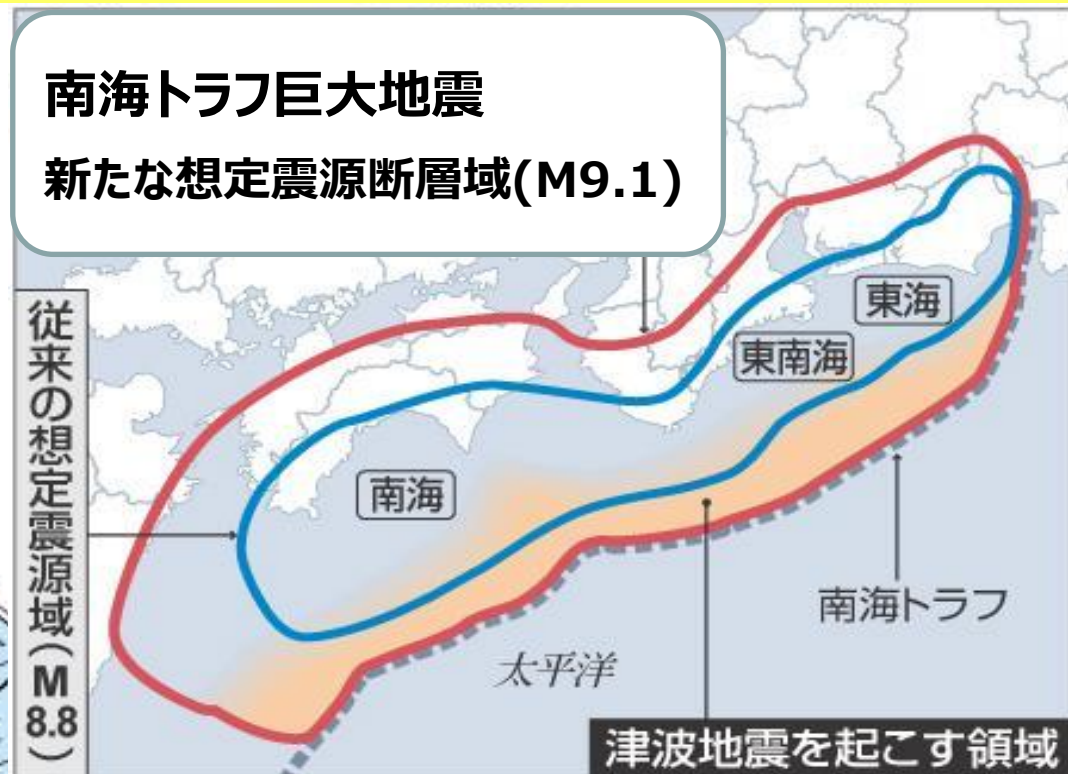 南海トラフ巨大地震
新たな想定震源断層域(M9.1)
従来の想定震源域(M8.8)
東海
東南海
南海
南海トラフ
太平洋
津波地震を起こす領域